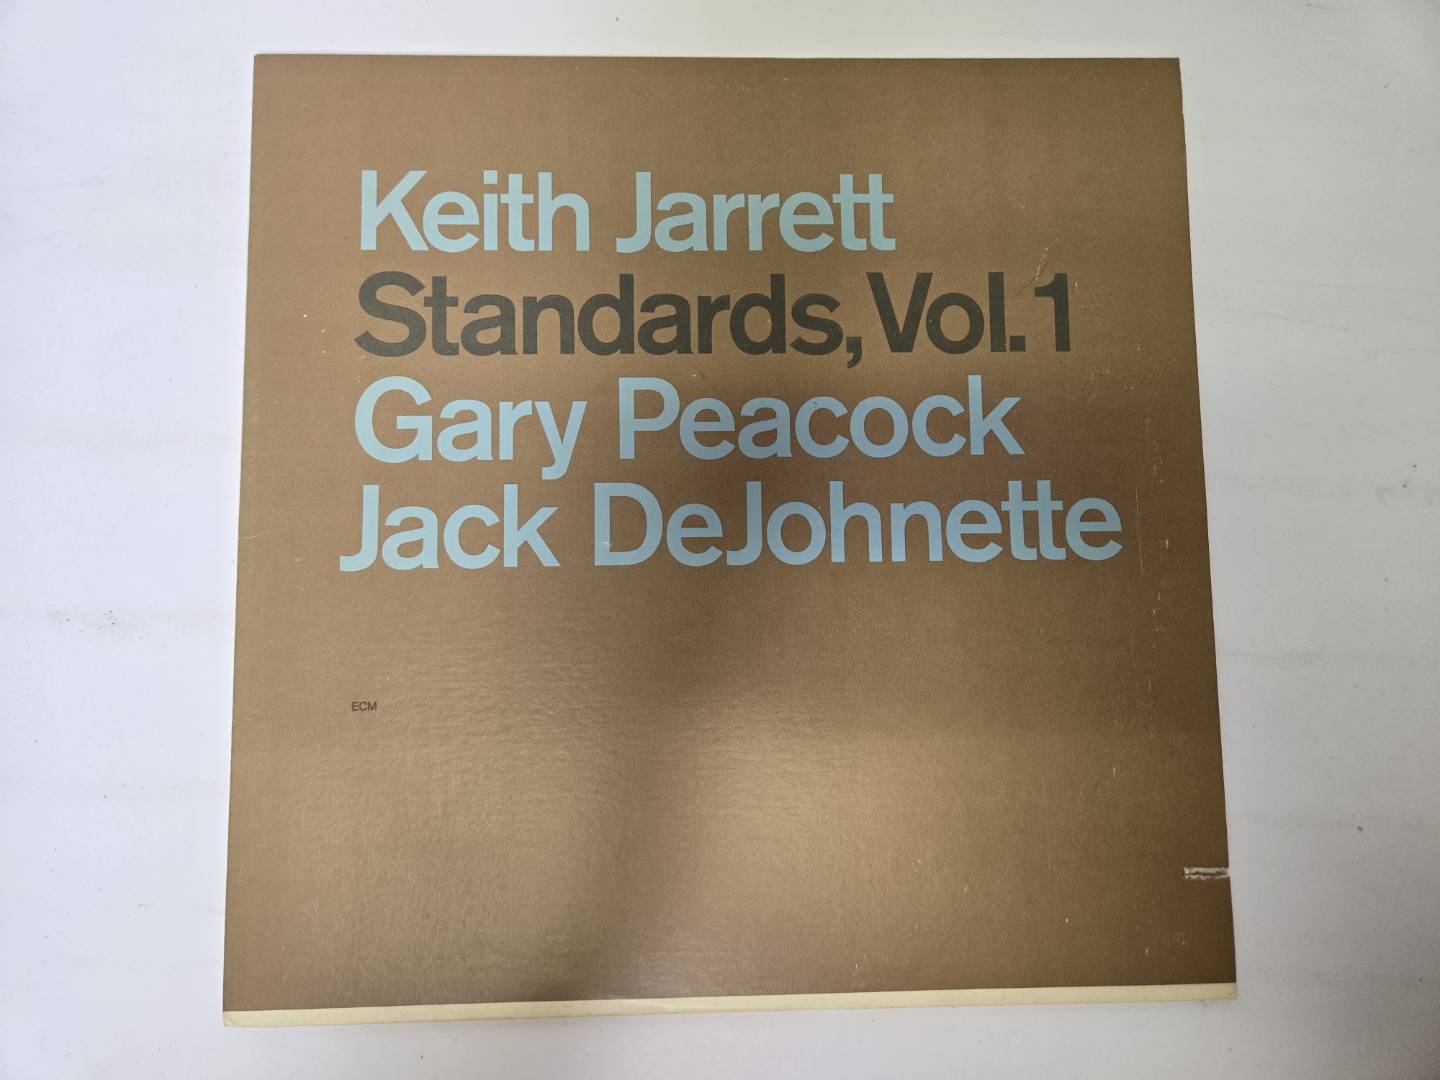 Keith Jarrett
Standards, Vol. 1
Gary Peacock
Jack DeJohnette
ECM